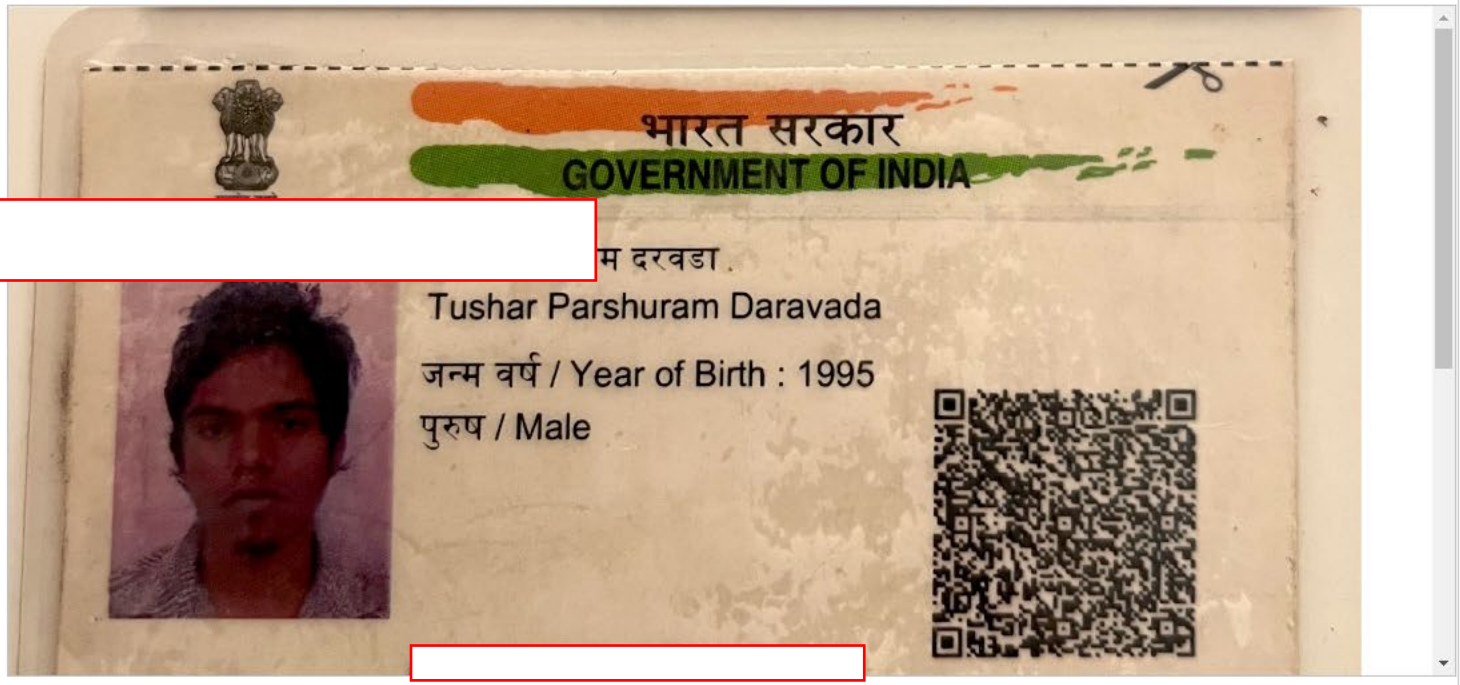 भारत सरकार
GOVERNMENT OF INDIA
म दरवडा
Tushar Parshuram Daravada
जन्म वर्ष / Year of Birth : 1995
पुरुष / Male